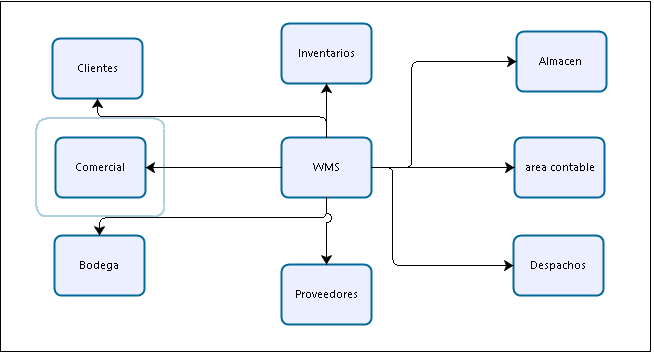 Inventarios
Clientes
Almacen
Comercial
WMS
area contable
Bodega
Despachos
Proveedores